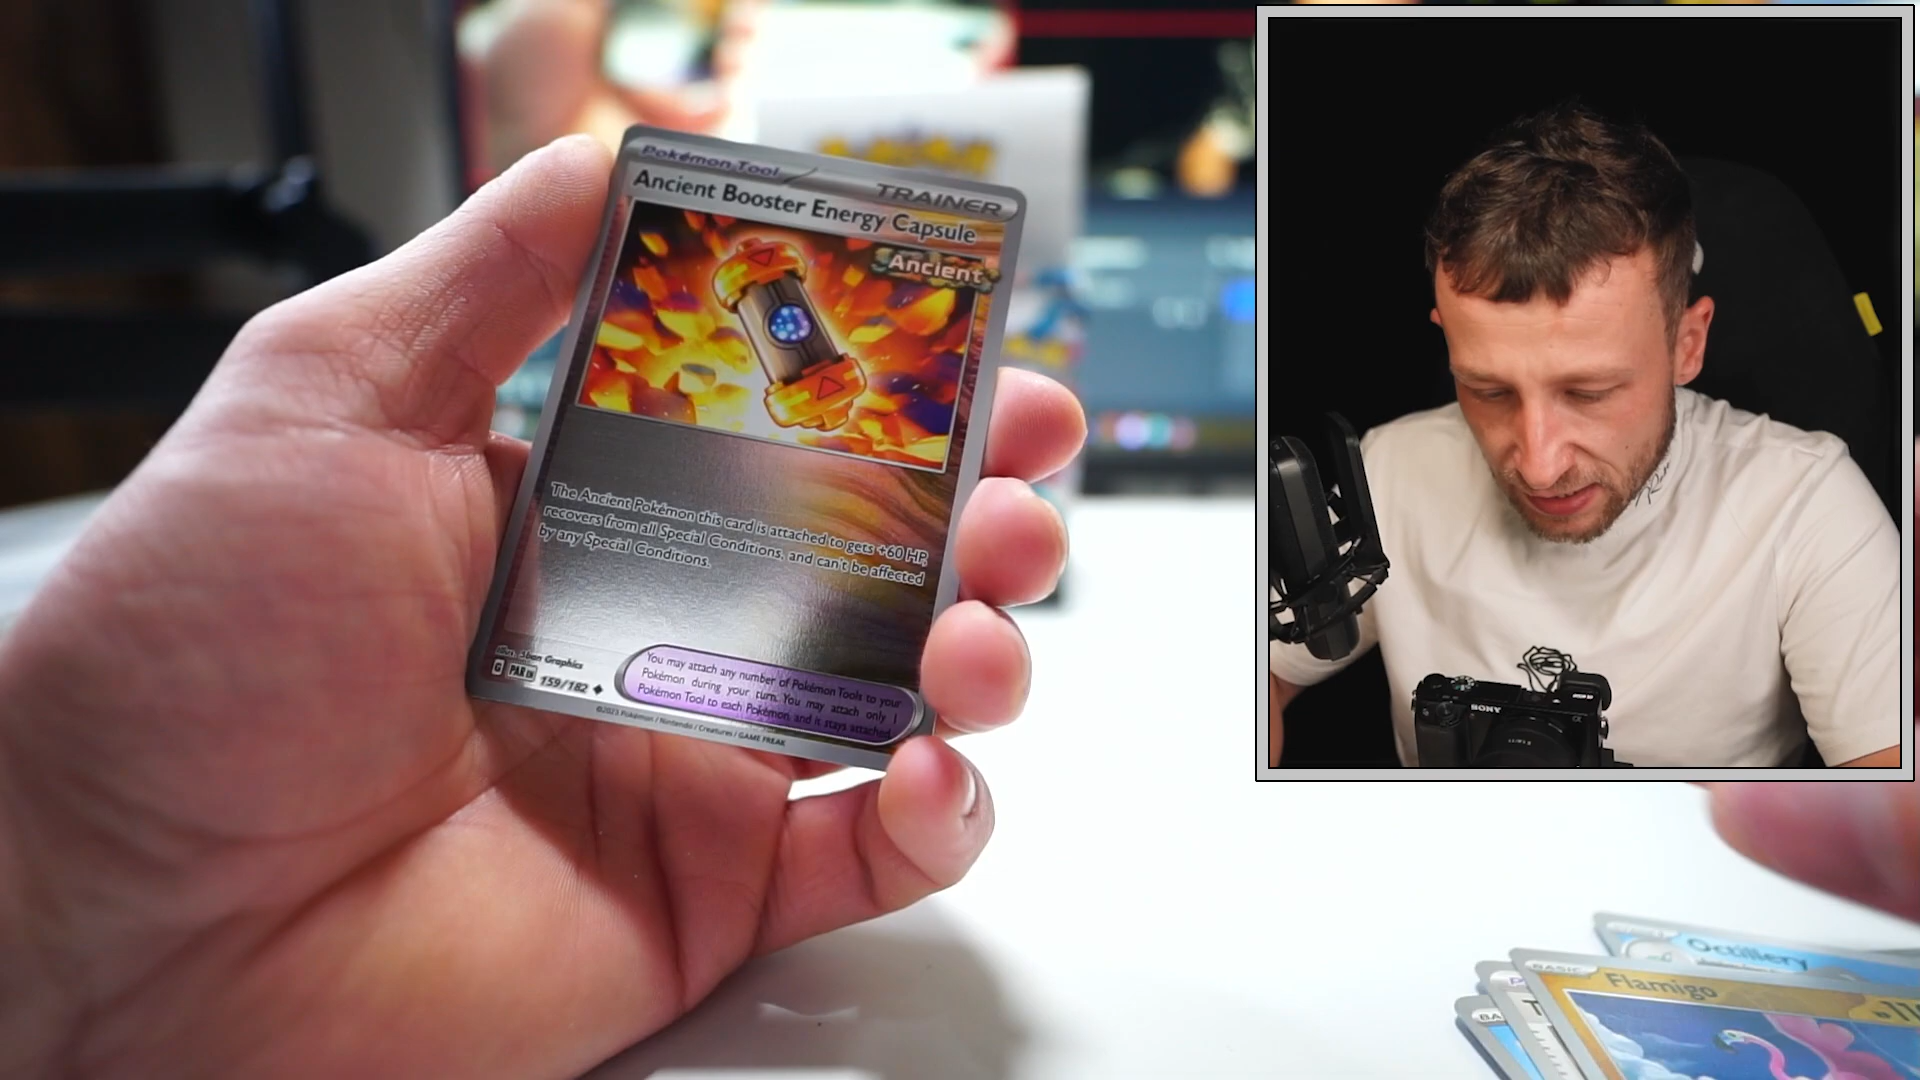 Pokémon Tool
TRAINER
Ancient Booster Energy Capsule
Ancient
The Ancient Pokémon this card is attached to gets +60 HP,
recovers from all Special Conditions, and can't be affected
by any Special Conditions.
Illus. 5ban Graphics
G PAR EN 159/182
You may attach any number of Pokémon Tools to your
Pokémon during your turn. You may attach only 1
Pokémon Tool to each Pokémon, and it stays attached.
©2023 Pokémon / Nintendo / Creatures / GAME FREAK
SONY
Octillery
BASIC
Flamigo